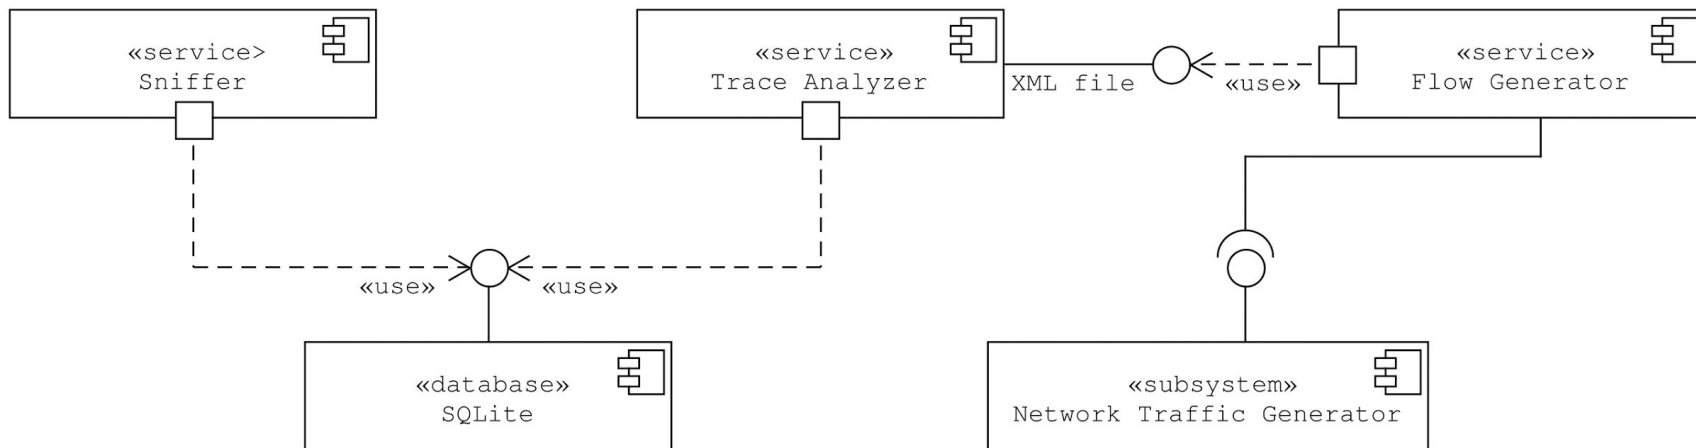 «service>
Sniffer
«service»
Trace Analyzer
XML file
«use»
«service»
Flow Generator
«use»
«use»
«database»
SQLite
«subsystem»
Network Traffic Generator